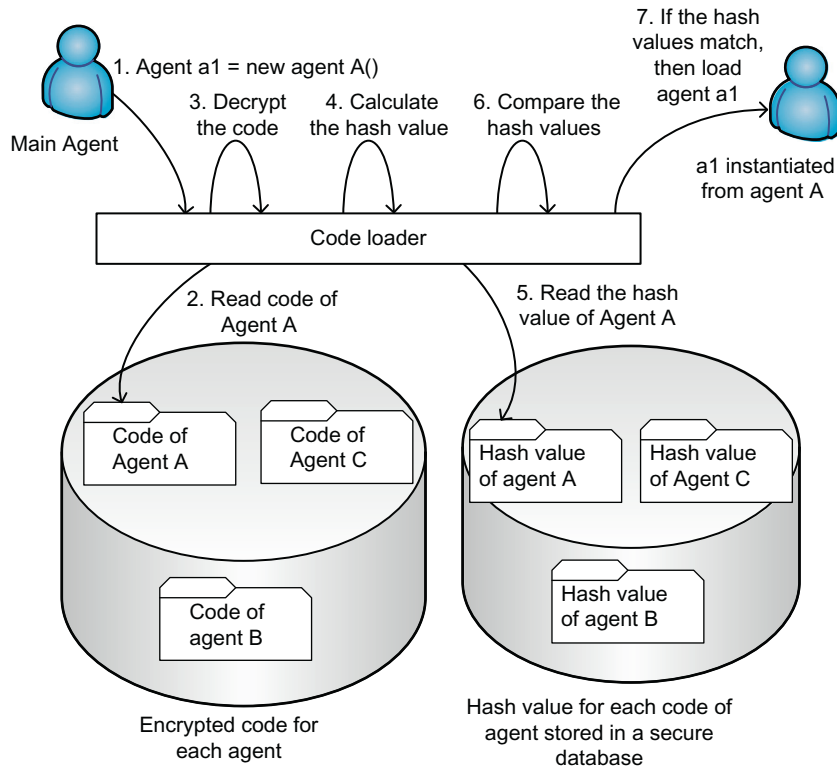 7. If the hash
values match,
then load
agent a1
1. Agent a1 = new agent A()
3. Decrypt
the code
4. Calculate
the hash value
6. Compare the
hash values
Main Agent
a1 instantiated
from agent A
Code loader
2. Read code of
Agent A
5. Read the hash
value of Agent A
Code of
Agent A
Code of
Agent C
Hash value
of agent A
Hash value
of Agent C
Code of
agent B
Hash value
of agent B
Encrypted code for
each agent
Hash value for each code of
agent stored in a secure
database